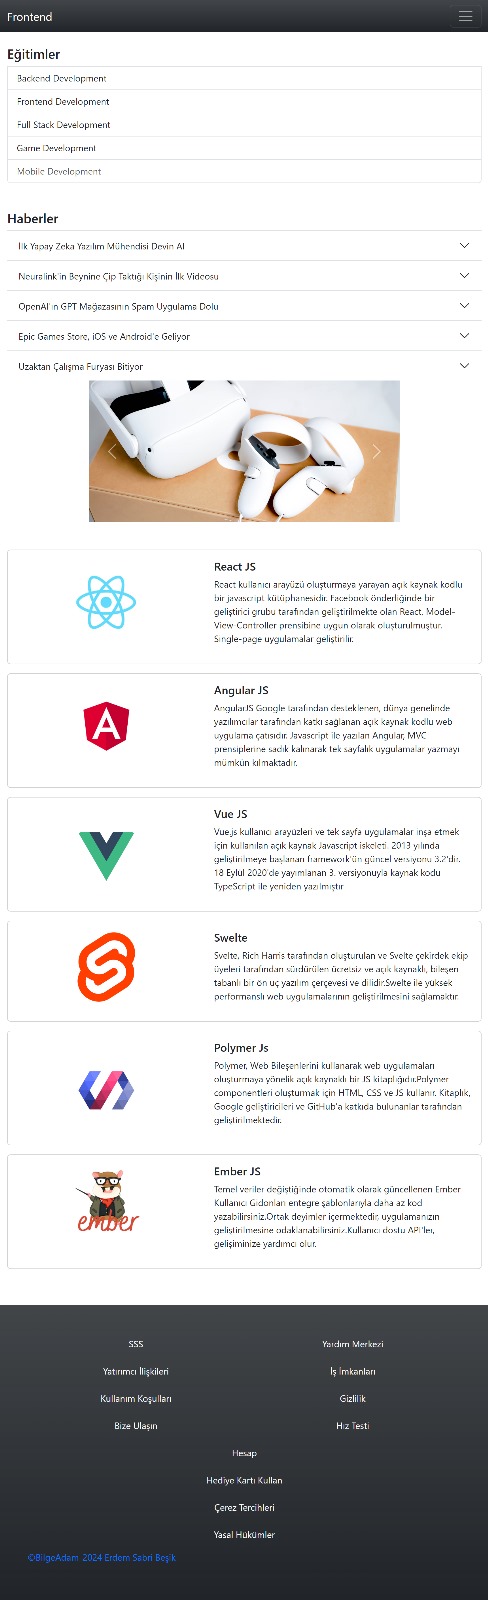 Frontend
Eğitimler
Backend Development
Frontend Development
Full Stack Development
Game Development
Mobile Development
Haberler
İlk Yapay Zeka Yazılım Mühendisi Devin AI
Neuralink'in Beynine Çip Taktığı Kişinin İlk Videosu
OpenAI'ın GPT Mağazasının Spam Uygulama Dolu
Epic Games Store, iOS ve Android'e Geliyor
Uzaktan Çalışma Furyası Bitiyor
React JS
React kullanıcı arayüzü oluşturmaya yarayan açık kaynak kodlu
bir javascript kütüphanesidir. Facebook önderliğinde bir
geliştirici grubu tarafından geliştirilmekte olan React, Model-
View-Controller prensibine uygun olarak oluşturulmuştur.
Single-page uygulamalar geliştirilir.
Angular JS
AngularJS Google tarafından desteklenen, dünya genelinde
yazılımcılar tarafından katkı sağlanan açık kaynak kodlu web
uygulama çatısıdır. Javascript ile yazılan Angular, MVC
prensiplerine sadık kalınarak tek sayfalık uygulamalar yazmayı
mümkün kılmaktadır.
Vue JS
Vue.js kullanıcı arayüzleri ve tek sayfa uygulamalar inşa etmek
için kullanılan açık kaynak Javascript iskeleti. 2013 yılında
geliştirilmeye başlanan framework'ün güncel versiyonu 3.2'dir.
18 Eylül 2020'de yayımlanan 3. versiyonuyla kaynak kodu
TypeScript ile yeniden yazılmıştır
Swelte
Svelte, Rich Harris tarafından oluşturulan ve Svelte çekirdek ekip
üyeleri tarafından sürdürülen ücretsiz ve açık kaynaklı, bileşen
tabanlı bir ön uç yazılım çerçevesi ve dilidir.Swelte ile yüksek
performanslı web uygulamalarının geliştirilmesini sağlamaktır.
Polymer Js
Polymer, Web Bileşenlerini kullanarak web uygulamaları
oluşturmaya yönelik açık kaynaklı bir JS kitaplığıdır.Polymer
componentleri oluşturmak için HTML, CSS ve JS kullanır. Kitaplık,
Google geliştiricileri ve GitHub'a katkıda bulunanlar tarafından
geliştirilmektedir.
ember
Ember JS
Temel veriler değiştiğinde otomatik olarak güncellenen Ember
Kullanici Gidonları entegre şablonlarıyla daha az kod
yazabilirsiniz.Ortak deyimler içermektedir, uygulamanızın
geliştirilmesine odaklanabilirsiniz.Kullanıcı dostu API'ler,
gelişiminize yardımcı olur.
SSS
Yardım Merkezi
Yatırımcı İlişkileri
İş İmkanları
Kullanım Koşulları
Gizlilik
Bize Ulaşın
Hız Testi
Hesap
Hediye Kartı Kullan
Çerez Tercihleri
Yasal Hükümler
©BilgeAdam-2024 Erdem Sabri Beşik